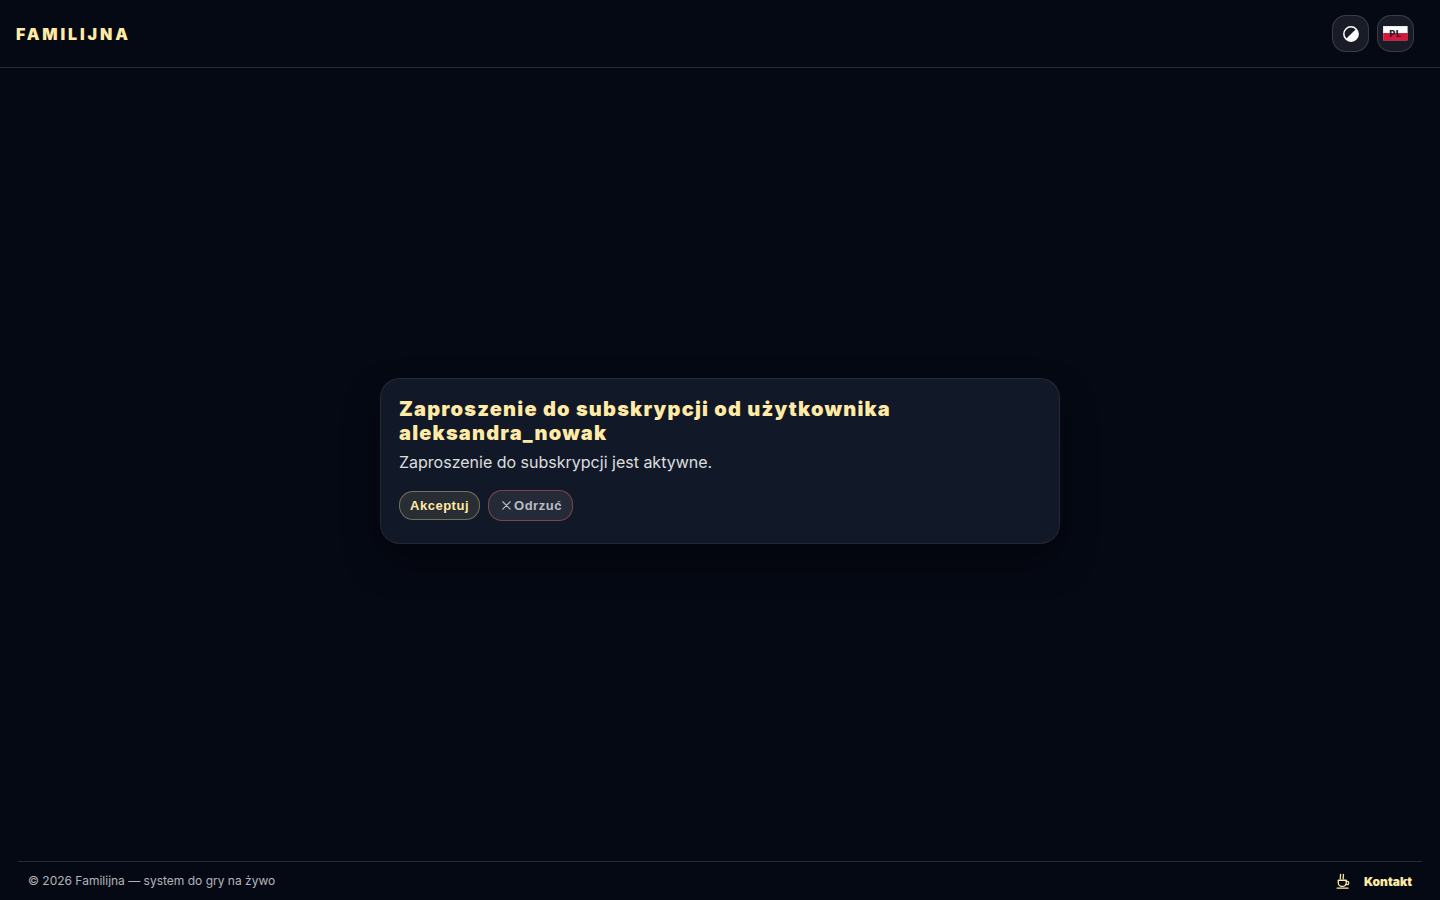 FAMILIJNA
PL
Zaproszenie do subskrypcji od użytkownika
aleksandra_nowak
Zaproszenie do subskrypcji jest aktywne.
Akceptuj
Odrzuć
© 2026 Familijna — system do gry na żywo
Kontakt